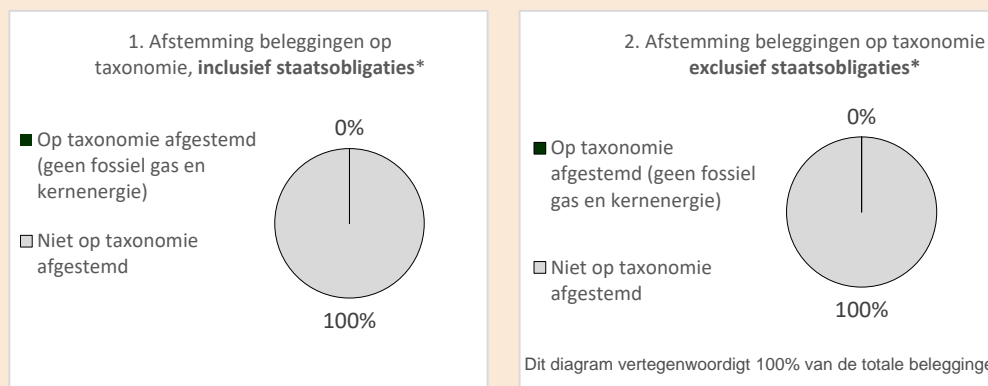 1. Afstemming beleggingen op
taxonomie, inclusief staatsobligaties*
Op taxonomie afgestemd
(geen fossiel gas en
kernenergie)
Niet op taxonomie
afgestemd
0%
100%
2. Afstemming beleggingen op taxonomie
exclusief staatsobligaties*
Op taxonomie
afgestemd (geen fossiel
gas en kernenergie)
Niet op taxonomie
afgestemd
0%
100%
Dit diagram vertegenwoordigt 100% van de totale